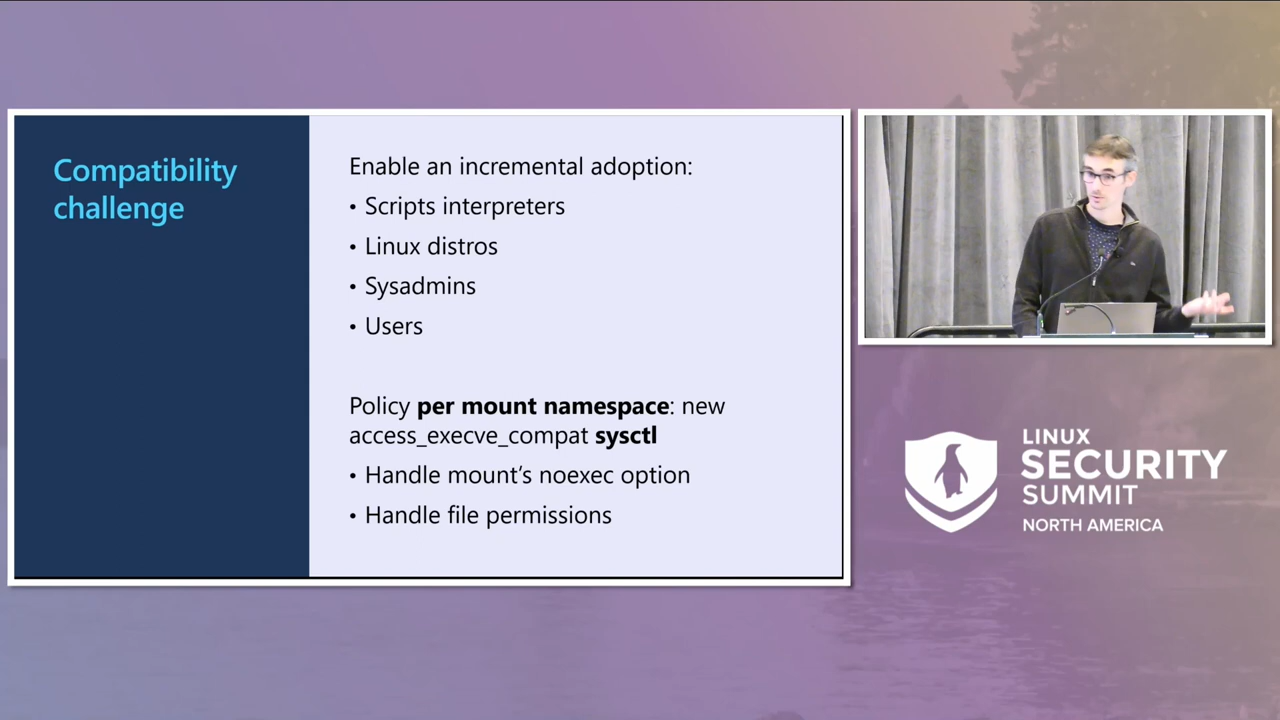 Compatibility
challenge
Enable an incremental adoption:
• Scripts interpreters
• Linux distros
• Sysadmins
• Users
Policy per mount namespace: new
access_execve_compat sysctl
• Handle mount’s noexec option
• Handle file permissions
LINUX
SECURITY
SUMMIT
NORTH AMERICA